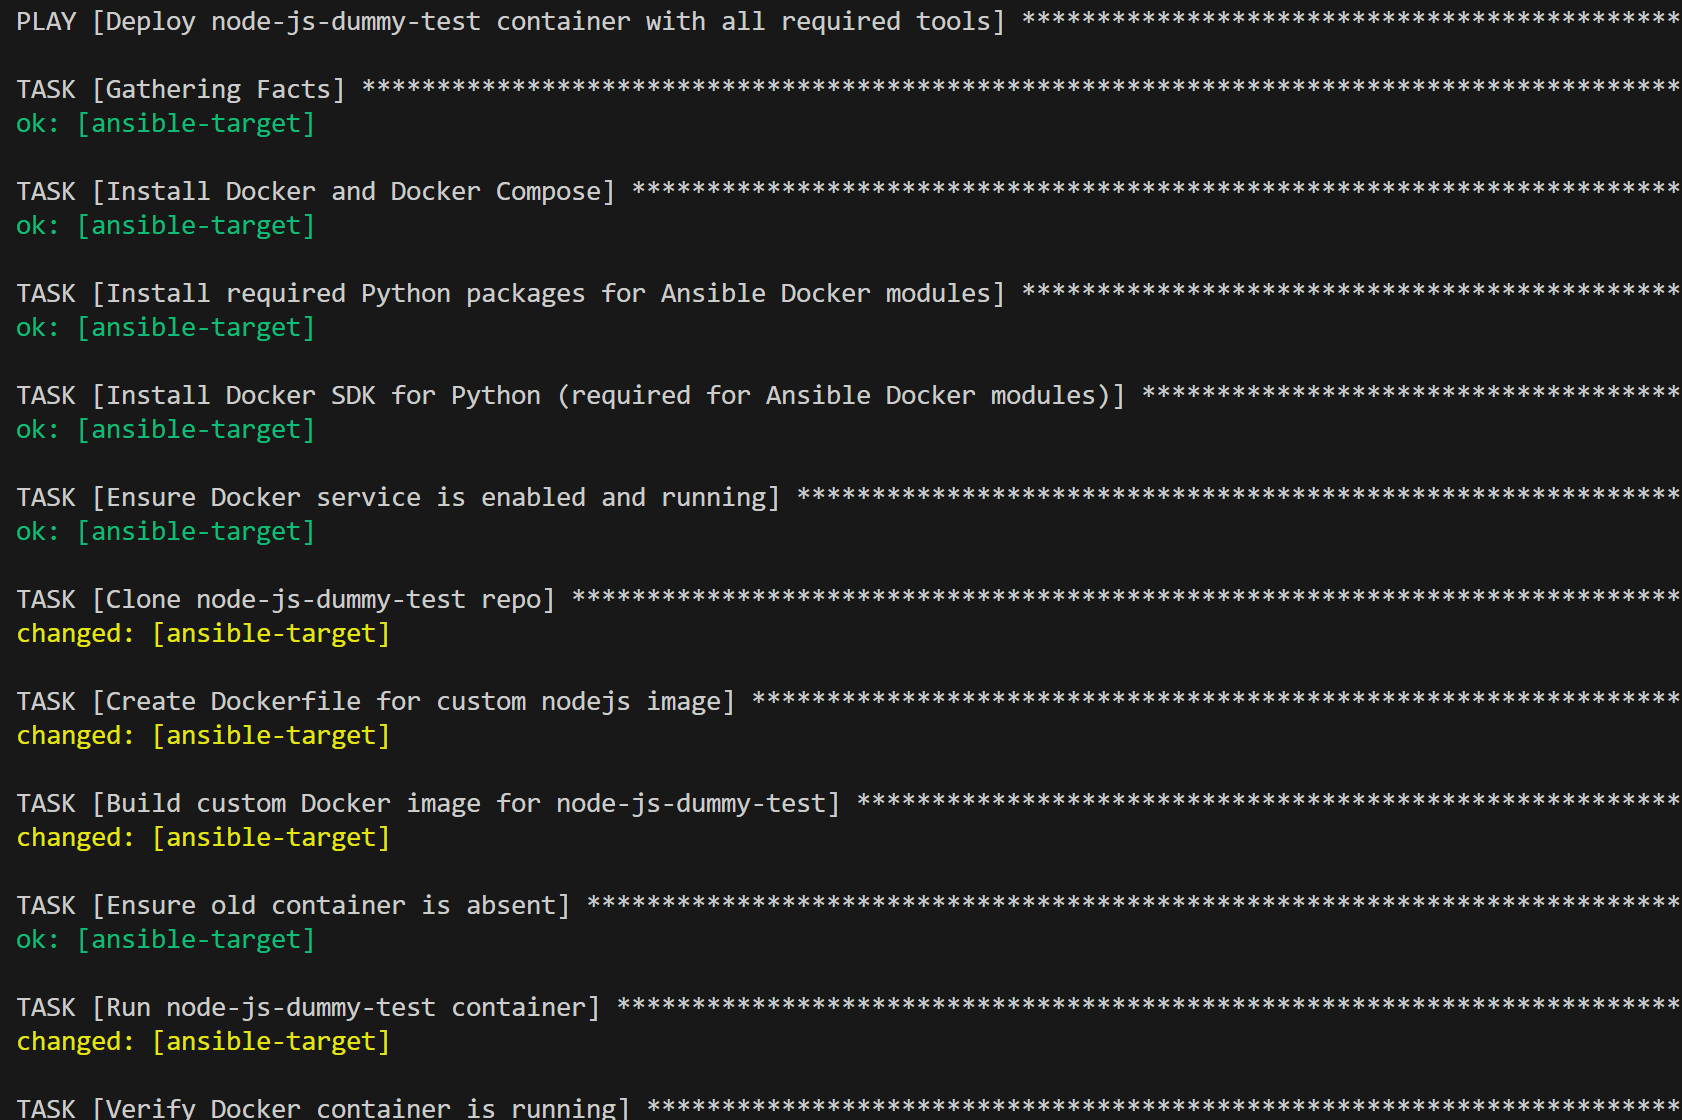 PLAY [Deploy node-js-dummy-test container with all required tools] ********************************************
TASK [Gathering Facts] ****************************************************************************************
ok: [ansible-target]
TASK [Install Docker and Docker Compose] **********************************************************************
ok: [ansible-target]
TASK [Install required Python packages for Ansible Docker modules] ********************************************
ok: [ansible-target]
TASK [Install Docker SDK for Python (required for Ansible Docker modules)] ************************************
ok: [ansible-target]
TASK [Ensure Docker service is enabled and running] ***********************************************************
ok: [ansible-target]
TASK [Clone node-js-dummy-test repo] **************************************************************************
changed: [ansible-target]
TASK [Create Dockerfile for custom nodejs image] **************************************************************
changed: [ansible-target]
TASK [Build custom Docker image for node-js-dummy-test] *******************************************************
changed: [ansible-target]
TASK [Ensure old container is absent] *************************************************************************
ok: [ansible-target]
TASK [Run node-js-dummy-test container] ***********************************************************************
changed: [ansible-target]
TASK [Verify Docker container is running] *********************************************************************